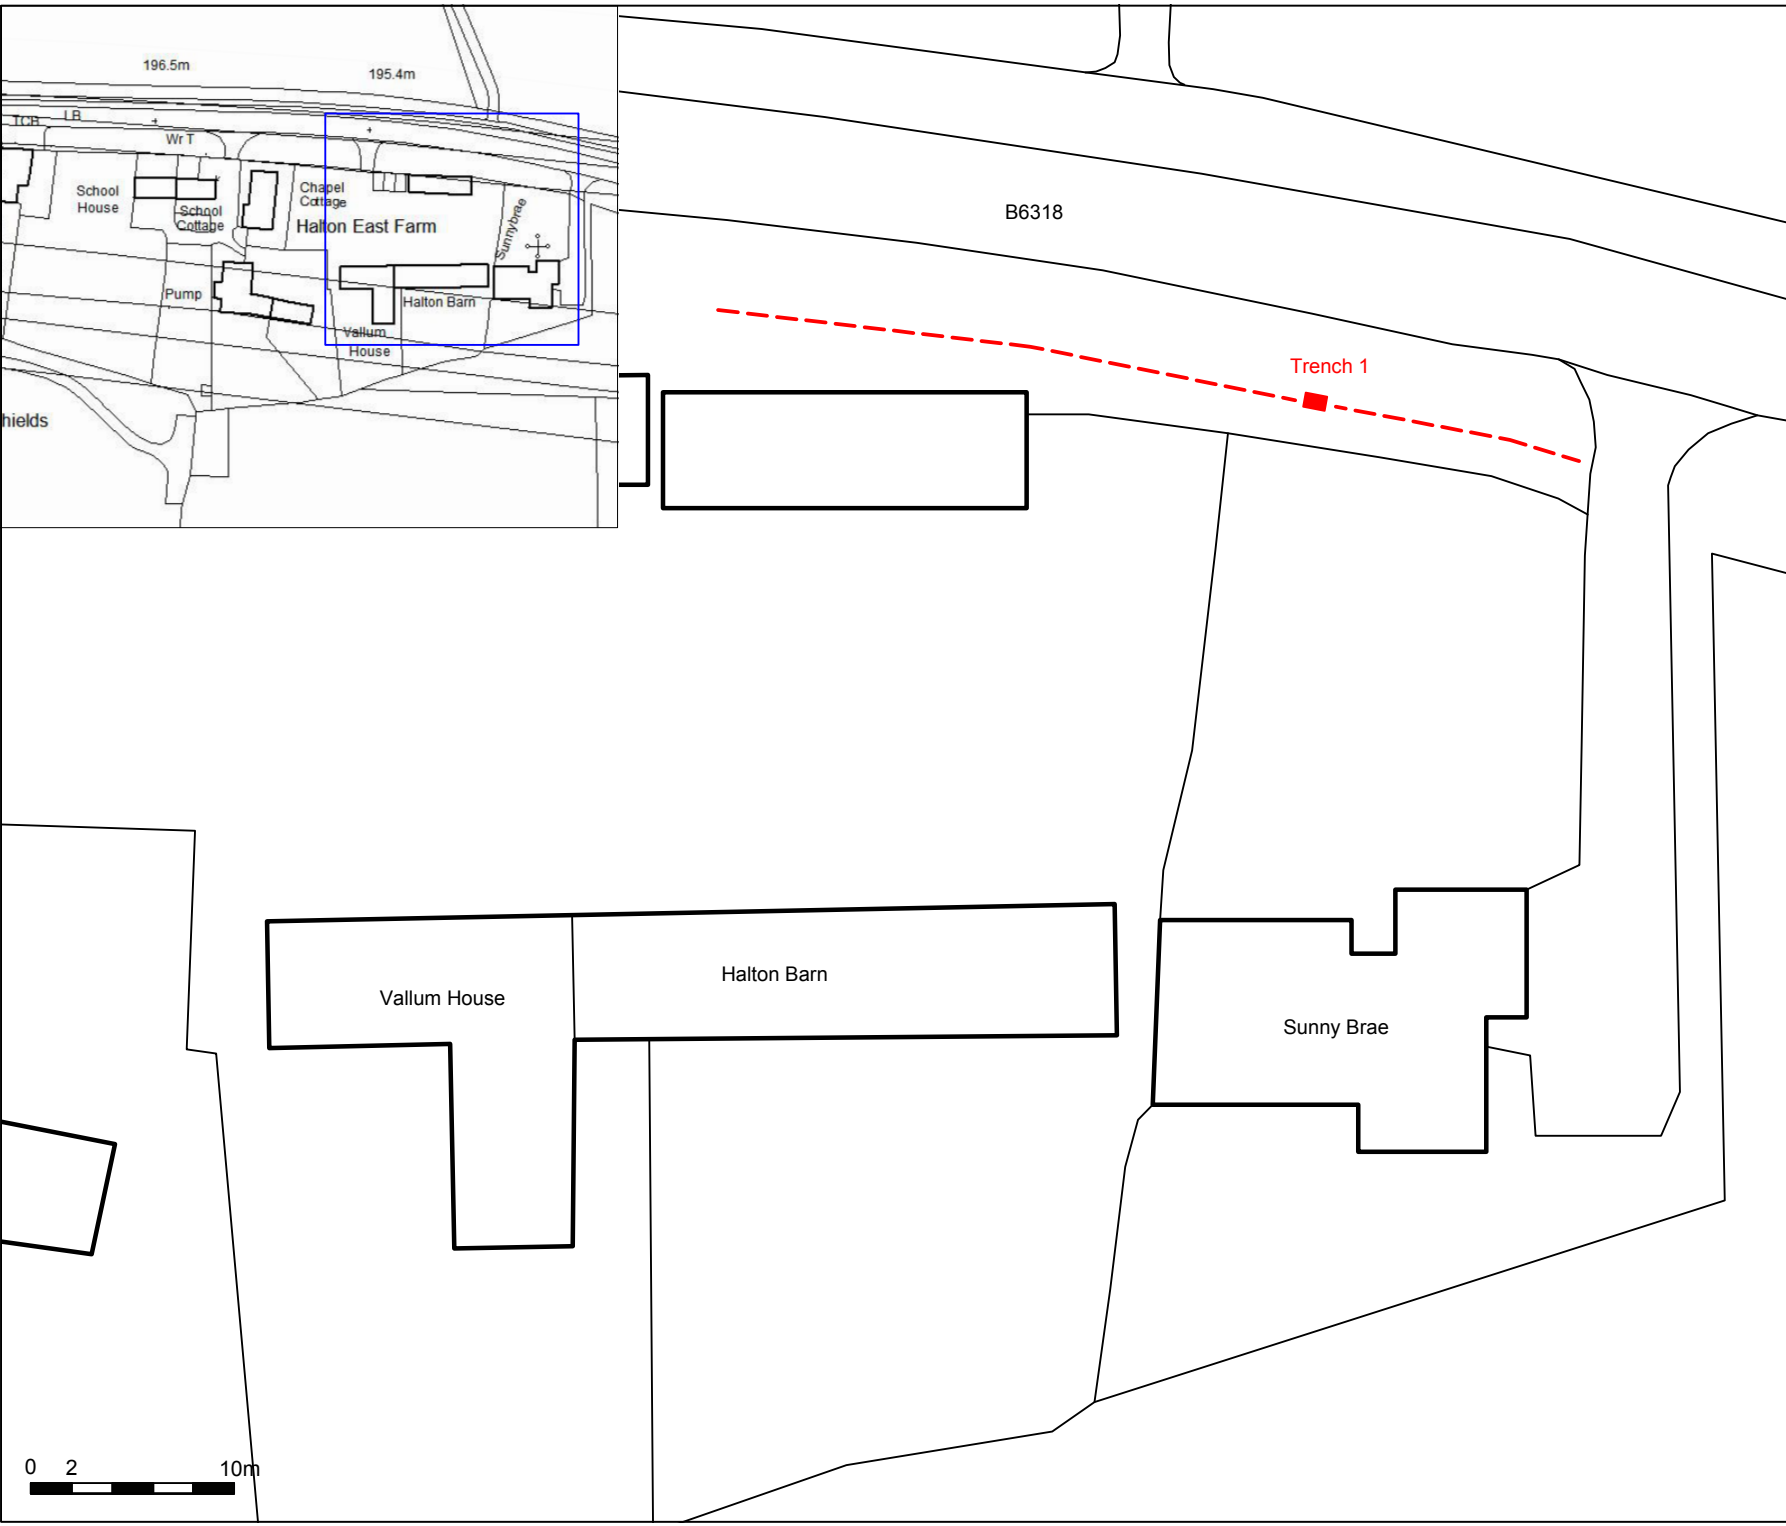 196.5m
195.4m
TCB
LB
Wr T
School
House
School
Cottage
Chapel
Cottage
Halton East Farm
Sunnybrae
Pump
Halton Barn
Vallum
House
hields
B6318
Trench 1
Vallum House
Halton Barn
Sunny Brae
0 2 10m